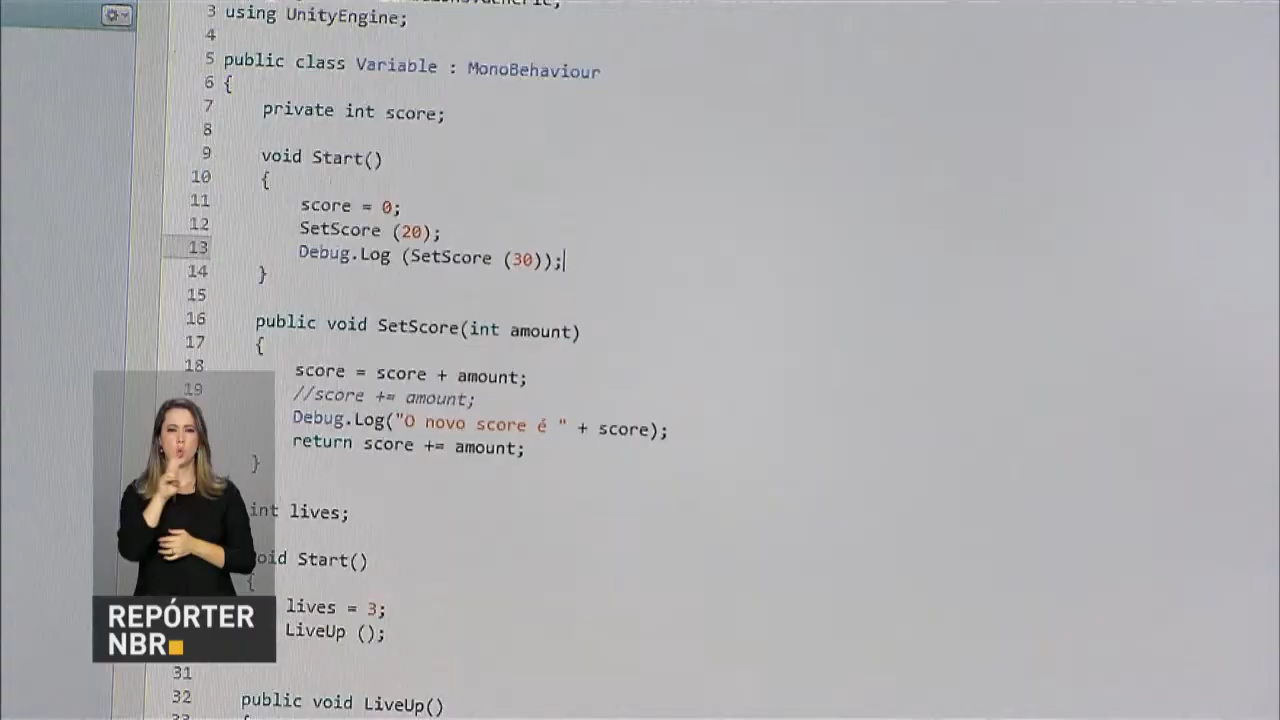 3 using UnityEngine;
4
5 public class Variable : MonoBehaviour
6 {
7 private int score;
8
9 void Start()
10 {
11 score = 0;
12 SetScore (20);
13 Debug.Log (SetScore (30));
14 }
15
16 public void SetScore(int amount)
17 {
18 score = score + amount;
19 //score += amount;
Debug.Log("O novo score é " + score);
return score += amount;
}
int lives;
oid Start()
{
lives = 3;
LiveUp ();
31
32 public void LiveUp()
REPÓRTER
NBR